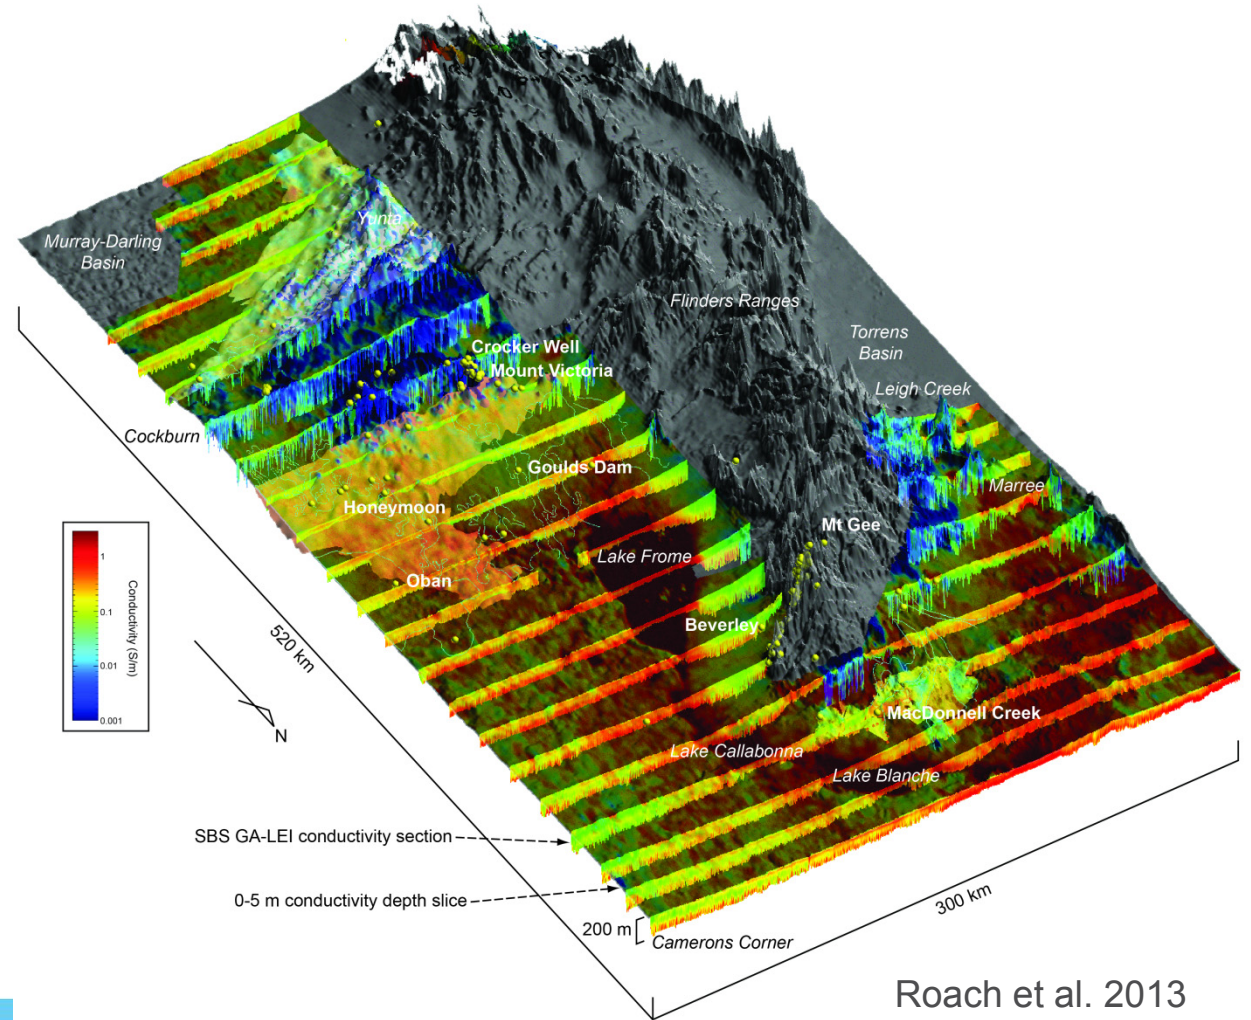 Murray-Darling
Basin
Yunta
Flinders Ranges
Torrens
Basin
Leigh Creek
Crocker Well
Mount Victoria
Cockburn
Goulds Dam
Marree
Honeymoon
Mt Gee
Lake Frome
Oban
Beverley
1
0.1
0.01
0.001
Conductivity (S/m)
520 km
N
MacDonnell Creek
Lake Callabonna
Lake Blanche
SBS GA-LEI conductivity section
0-5 m conductivity depth slice
200 m
Camerons Corner
300 km
Roach et al. 2013